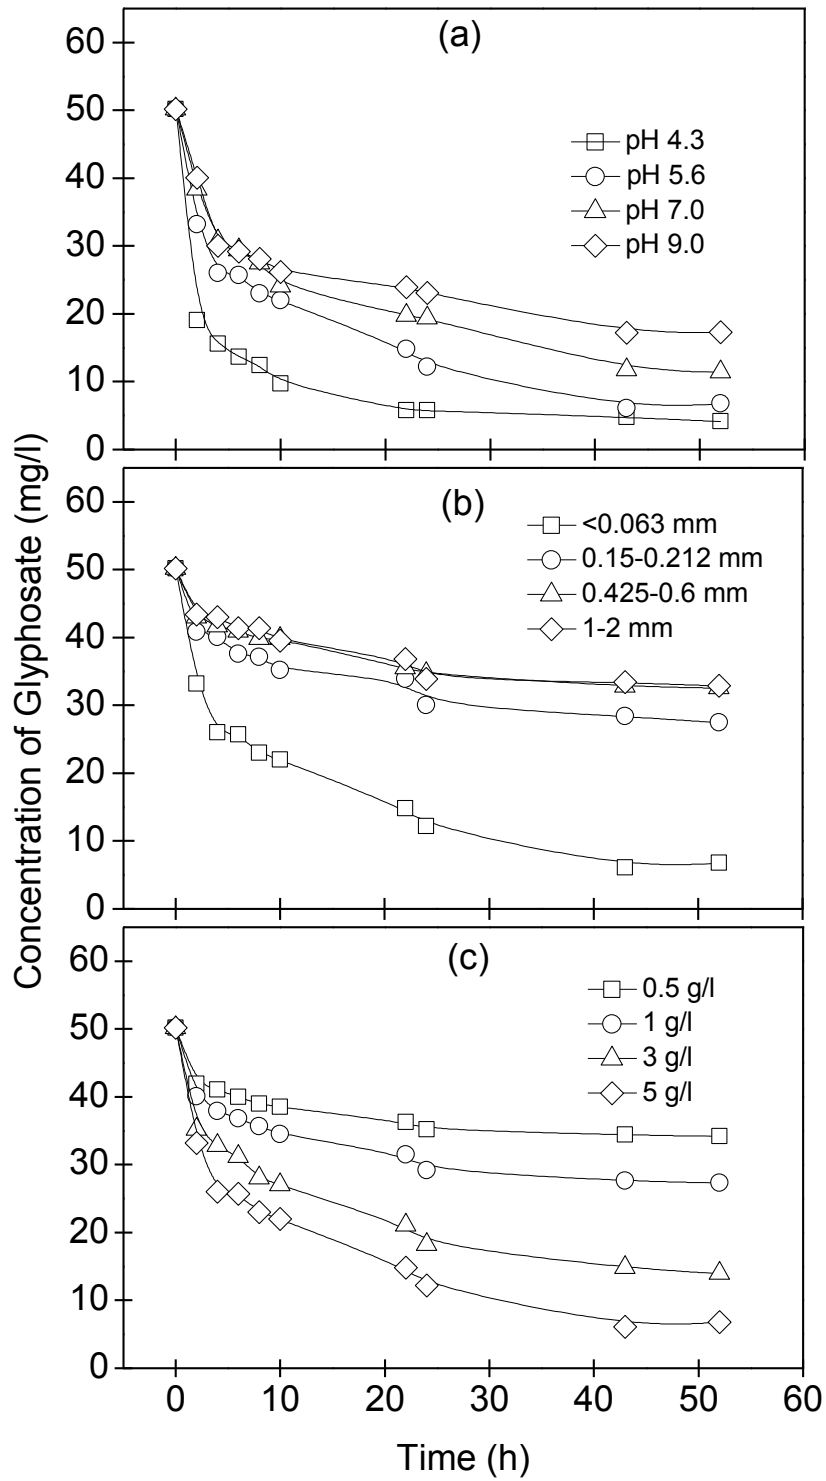 (a)
60
50
40
30
20
10
0
pH 4.3
pH 5.6
pH 7.0
pH 9.0
Concentration of Glyphosate (mg/l)
(b)
60
50
40
30
20
10
0
<0.063 mm
0.15-0.212 mm
0.425-0.6 mm
1-2 mm
(c)
60
50
40
30
20
10
0
0.5 g/l
1 g/l
3 g/l
5 g/l
0 10 20 30 40 50 60
Time (h)